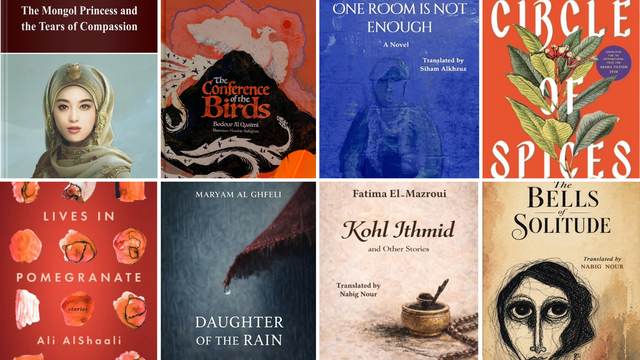 The Mongol Princess and
the Tears of Compassion
The
Conference
of the
Birds
Bodour Al Qasimi
ONE ROOM IS NOT
ENOUGH
A Novel
Translated by
Siham Alkhzuz
CIRCLE
OF
SPICES
LIVES IN
POMEGRANATE
stories
Ali AlShaali
MARYAM AL GHFELI
DAUGHTER
OF THE RAIN
Fatima El-Mazroui
Kohl Ithmid
and Other Stories
Translated by
Nabig Nour
The
BELLS
of
SOLITUDE
Translated by
NABIG NOUR